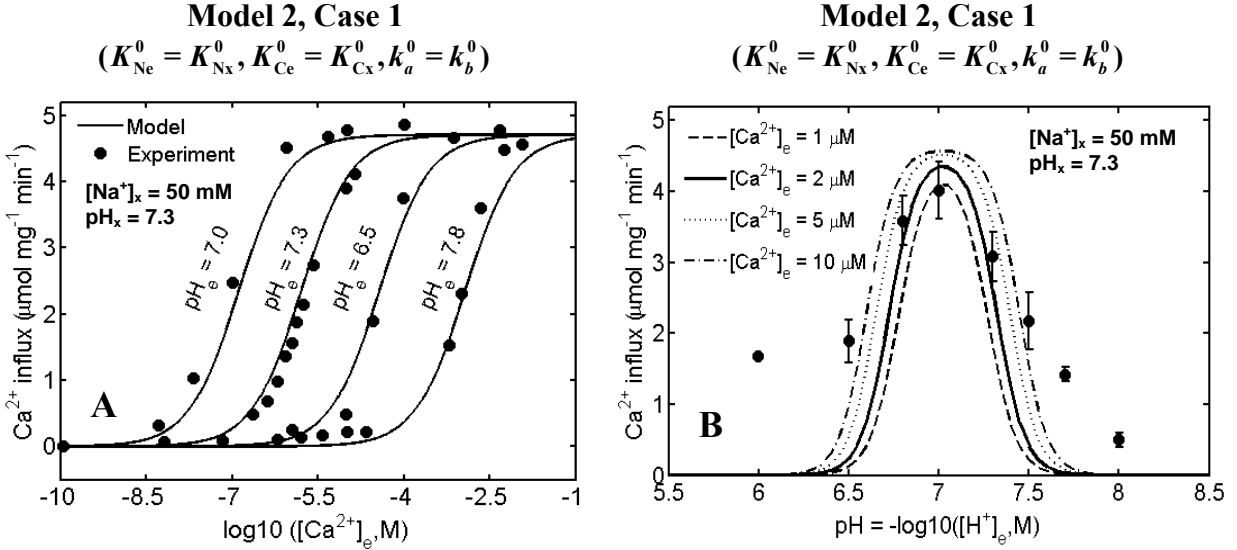 Model 2, Case 1
(K⁰Ne = K⁰Nx, K⁰Ce = K⁰Cx, k⁰a = k⁰b)
5
4
3
2
1
0
Ca²⁺ influx (µmol mg⁻¹ min⁻¹)
Model
Experiment
[Na⁺]ₓ = 50 mM
pHₓ = 7.3
pHₑ = 7.0
pHₑ = 7.3
pHₑ = 6.5
pHₑ = 7.8
A
-10
-8.5
-7
-5.5
-4
-2.5
-1
log10 ([Ca²⁺]ₑ,M)
Model 2, Case 1
(K⁰Ne = K⁰Nx, K⁰Ce = K⁰Cx, k⁰a = k⁰b)
5
4
3
2
1
0
Ca²⁺ influx (µmol mg⁻¹ min⁻¹)
[Ca²⁺]ₑ = 1 µM
[Ca²⁺]ₑ = 2 µM
[Ca²⁺]ₑ = 5 µM
[Ca²⁺]ₑ = 10 µM
[Na⁺]ₓ = 50 mM
pHₓ = 7.3
B
5.5
6
6.5
7
7.5
8
8.5
pH = -log10([H⁺]ₑ,M)